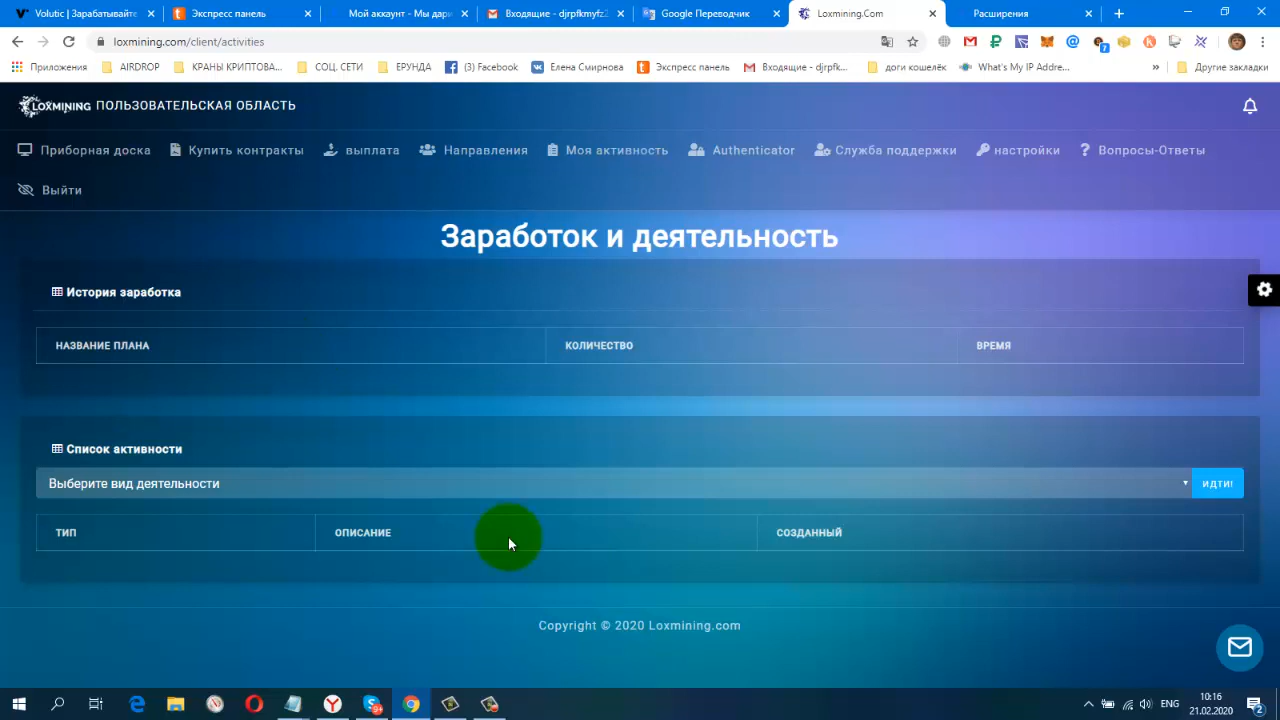 Volutic | Зарабатывайте
Экспресс панель
Мой аккаунт - Мы дари
Входящие - djrpfkmyfz2
Google Переводчик
Loxmining.Com
Расширения
loxmining.com/client/activities
7
Приложения
AIRDROP
КРАНЫ КРИПТОВА...
СОЦ. СЕТИ
ЕРУНДА
(3) Facebook
Елена Смирнова
Экспресс панель
Входящие - djrpfk...
доги кошелёк
What's My IP Addre...
»
Другие закладки
LOXMINING ПОЛЬЗОВАТЕЛЬСКАЯ ОБЛАСТЬ
Приборная доска
Купить контракты
выплата
Направления
Моя активность
Authenticator
Служба поддержки
настройки
Вопросы-Ответы
Выйти
Заработок и деятельность
История заработка
НАЗВАНИЕ ПЛАНА
КОЛИЧЕСТВО
ВРЕМЯ
Список активности
Выберите вид деятельности
ИДТИ!
ТИП
ОПИСАНИЕ
СОЗДАННЫЙ
Copyright © 2020 Loxmining.com
ENG
10:16
21.02.2020
2